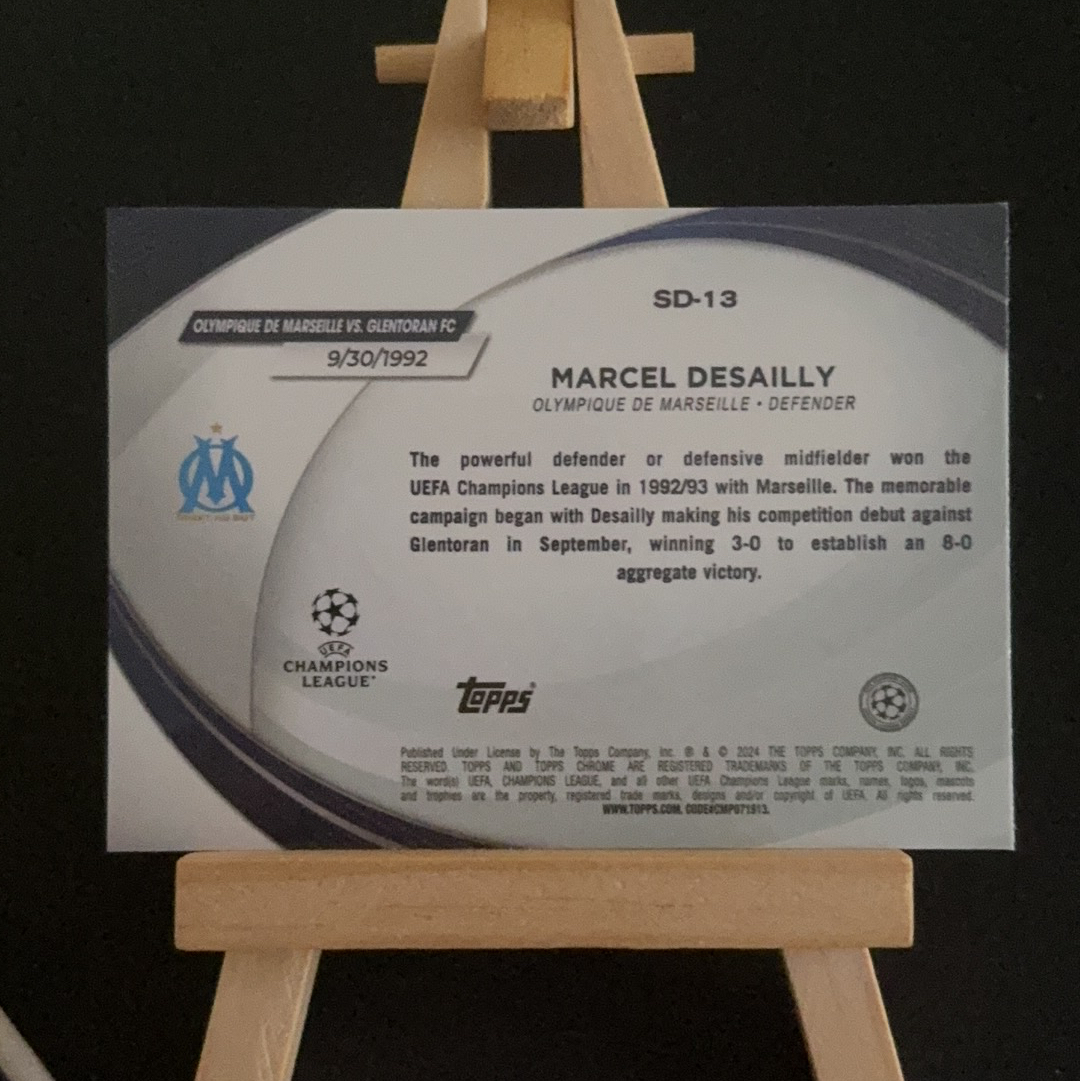 SD-13
OLYMPIQUE DE MARSEILLE VS. GLENTORAN FC
9/30/1992
MARCEL DESAILLY
OLYMPIQUE DE MARSEILLE • DEFENDER
The powerful defender or defensive midfielder won the
UEFA Champions League in 1992/93 with Marseille. The memorable
campaign began with Desailly making his competition debut against
Glentoran in September, winning 3-0 to establish an 8-0
aggregate victory.
UEFA
CHAMPIONS
LEAGUE
topps
Published Under License by The Topps Company, Inc. ® & © 2024 THE TOPPS COMPANY, INC. ALL RIGHTS
RESERVED. TOPPS AND TOPPS CHROME ARE REGISTERED TRADEMARKS OF THE TOPPS COMPANY, INC.
The word(s) UEFA, CHAMPIONS LEAGUE, and all other UEFA Champions League marks, names, logos, mascots
and trophies are the property, registered trade marks, designs and/or copyright of UEFA. All rights reserved.
WWW.TOPPS.COM. CODE#CMP071913.